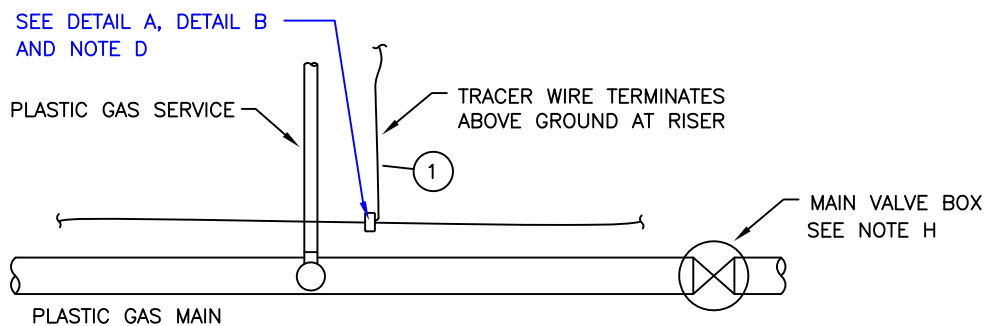 SEE DETAIL A, DETAIL B
AND NOTE D
PLASTIC GAS SERVICE
TRACER WIRE TERMINATES
ABOVE GROUND AT RISER
1
MAIN VALVE BOX
SEE NOTE H
PLASTIC GAS MAIN